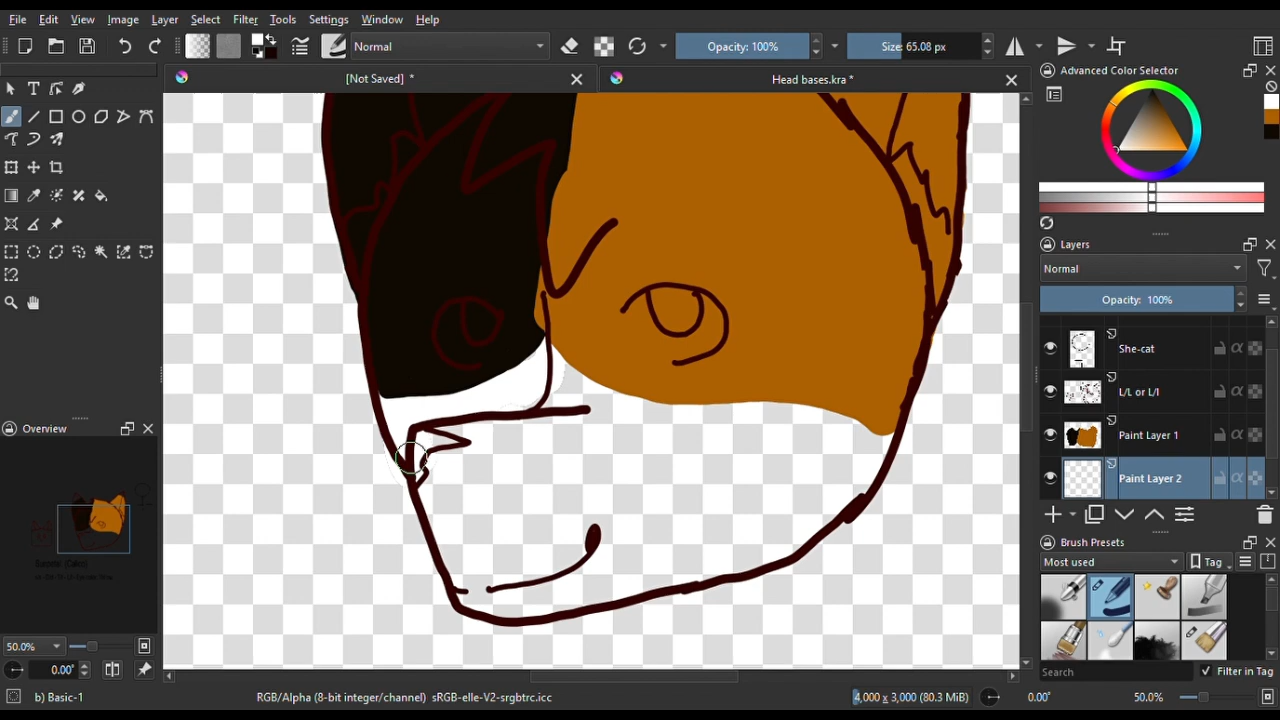 File Edit View Image Layer Select Filter Tools Settings Window Help
Normal Opacity: 100% Size: 65.08 px
[Not Saved] * Head bases.kra *
Advanced Color Selector
Layers
Normal
Opacity: 100%
She-cat
L/L or L/I
Paint Layer 1
Paint Layer 2
Overview
Brush Presets
Most used Tag
50.0%
0.00°
Search Filter in Tag
b) Basic-1 RGB/Alpha (8-bit integer/channel) sRGB-elle-V2-srgbtrc.icc 4,000 x 3,000 (80.3 MiB) 0.00° 50.0%